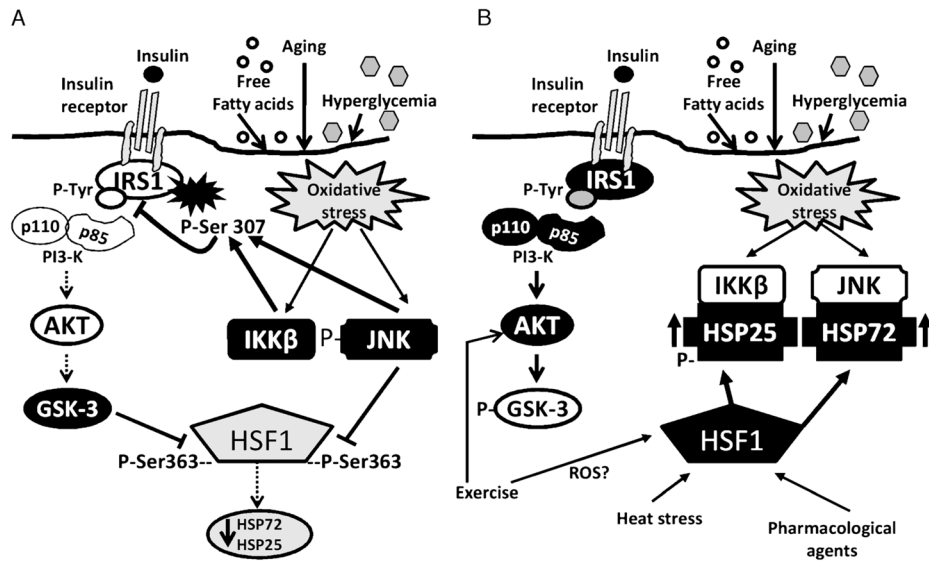 A
Insulin
Insulin
receptor
Free
Fatty acids
Aging
Hyperglycemia
IRS1
P-Tyr
Oxidative
stress
P-Ser 307
p110
p85
PI3-K
AKT
IKKβ
P-
JNK
GSK-3
HSF1
P-Ser363--
---P-Ser363
HSP72
HSP25
B
Insulin
Insulin
receptor
Free
Fatty acids
Aging
Hyperglycemia
IRS1
P-Tyr
Oxidative
stress
p110
p85
PI3-K
IKKβ
JNK
AKT
HSP25
HSP72
P-
P-
GSK-3
HSF1
Exercise
ROS?
Heat stress
Pharmacological
agents